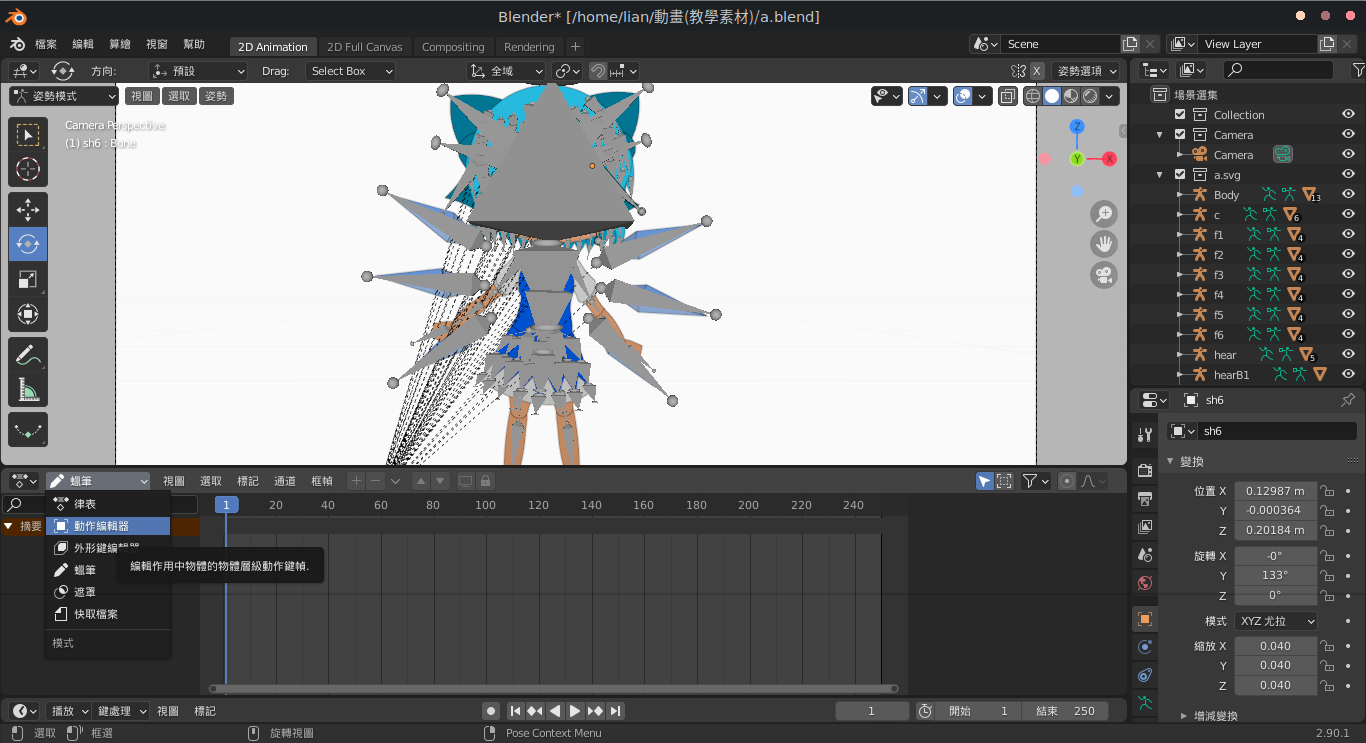 Blender* [/home/lian/動畫(教學素材)/a.blend]
檔案 編輯 算繪 視窗 幫助 2D Animation 2D Full Canvas Compositing Rendering + Scene View Layer
方向: 預設 Drag: Select Box 全域 X 姿勢選項
姿勢模式 視圖 選取 姿勢
Camera Perspective
(1) sh6 : Bone
Z
Y
X
場景選集
Collection
Camera
Camera
a.svg
Body 13
c 6
f1 4
f2 4
f3 4
f4 4
f5 4
f6 4
hear 5
hearB1
sh6
sh6
變換
位置 X 0.12987 m
Y -0.000364
Z 0.20184 m
旋轉 X -0°
Y 133°
Z 0°
模式 XYZ 尤拉
縮放 X 0.040
Y 0.040
Z 0.040
增減變換
蠟筆 視圖 選取 標記 通道 框幀
1 20 40 60 80 100 120 140 160 180 200 220 240
摘要
律表
動作編輯器
外形鍵編輯器
蠟筆
遮罩
快取檔案
模式
編輯作用中物體的物體層級動作鍵幀.
播放 鍵處理 視圖 標記 1 開始 1 結束 250
選取 框選 旋轉視圖 Pose Context Menu 2.90.1